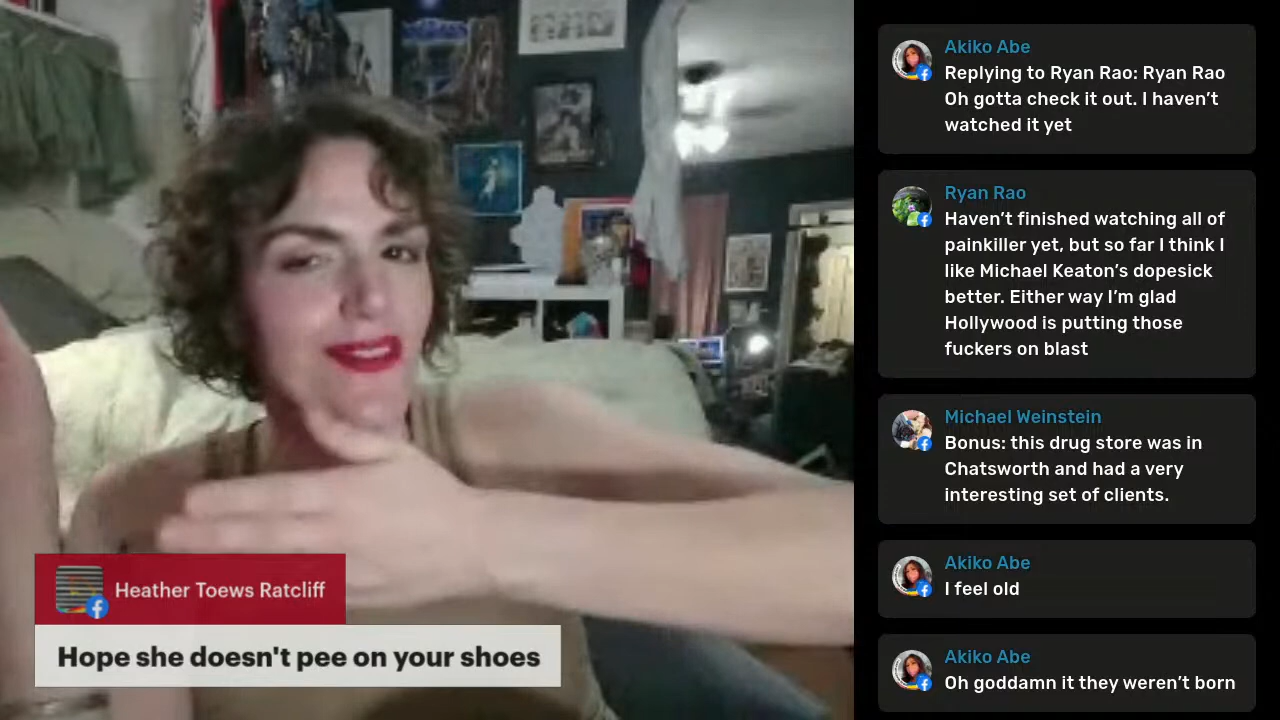 Heather Toews Ratcliff
Hope she doesn't pee on your shoes
Akiko Abe
Replying to Ryan Rao: Ryan Rao
Oh gotta check it out. I haven’t
watched it yet
Ryan Rao
Haven’t finished watching all of
painkiller yet, but so far I think I
like Michael Keaton’s dopesick
better. Either way I’m glad
Hollywood is putting those
fuckers on blast
Michael Weinstein
Bonus: this drug store was in
Chatsworth and had a very
interesting set of clients.
Akiko Abe
I feel old
Akiko Abe
Oh goddamn it they weren’t born